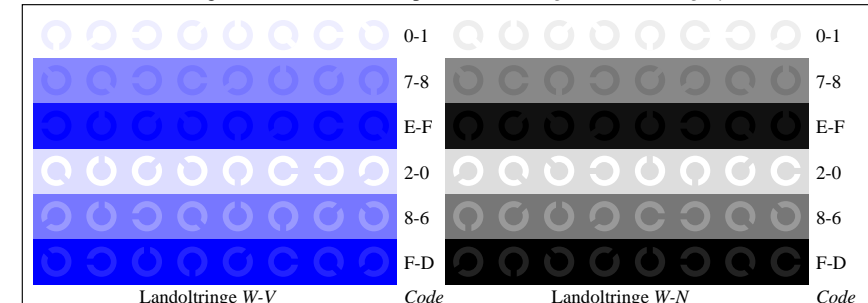 0-1 0-1
7-8 7-8
E-F E-F
2-0 2-0
8-6 8-6
F-D F-D
Landoltringe W-V Code Landoltringe W-N Code